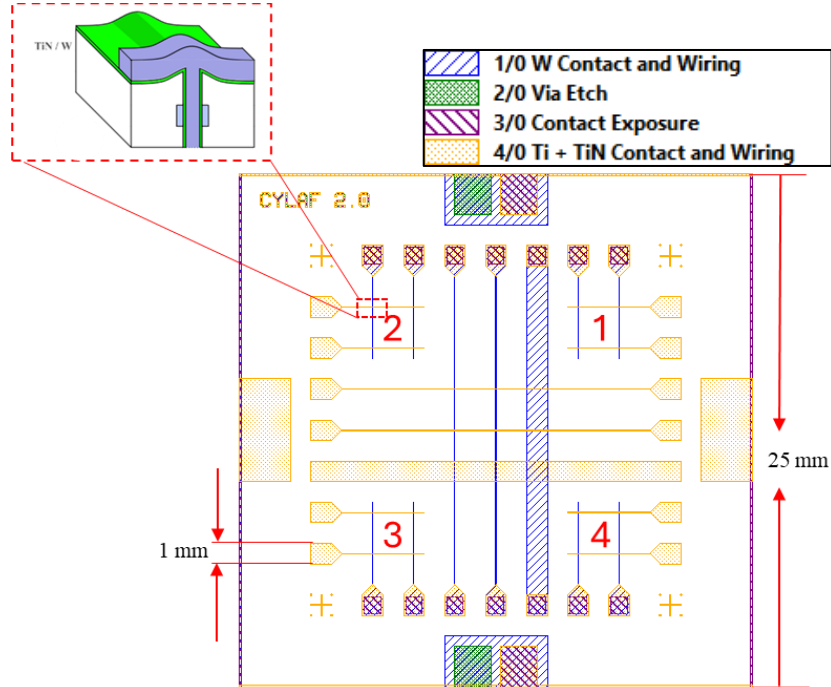 TiN / W
1/0 W Contact and Wiring
2/0 Via Etch
3/0 Contact Exposure
4/0 Ti + TiN Contact and Wiring
CYLAF 2.0
2
1
25 mm
3
4
1 mm